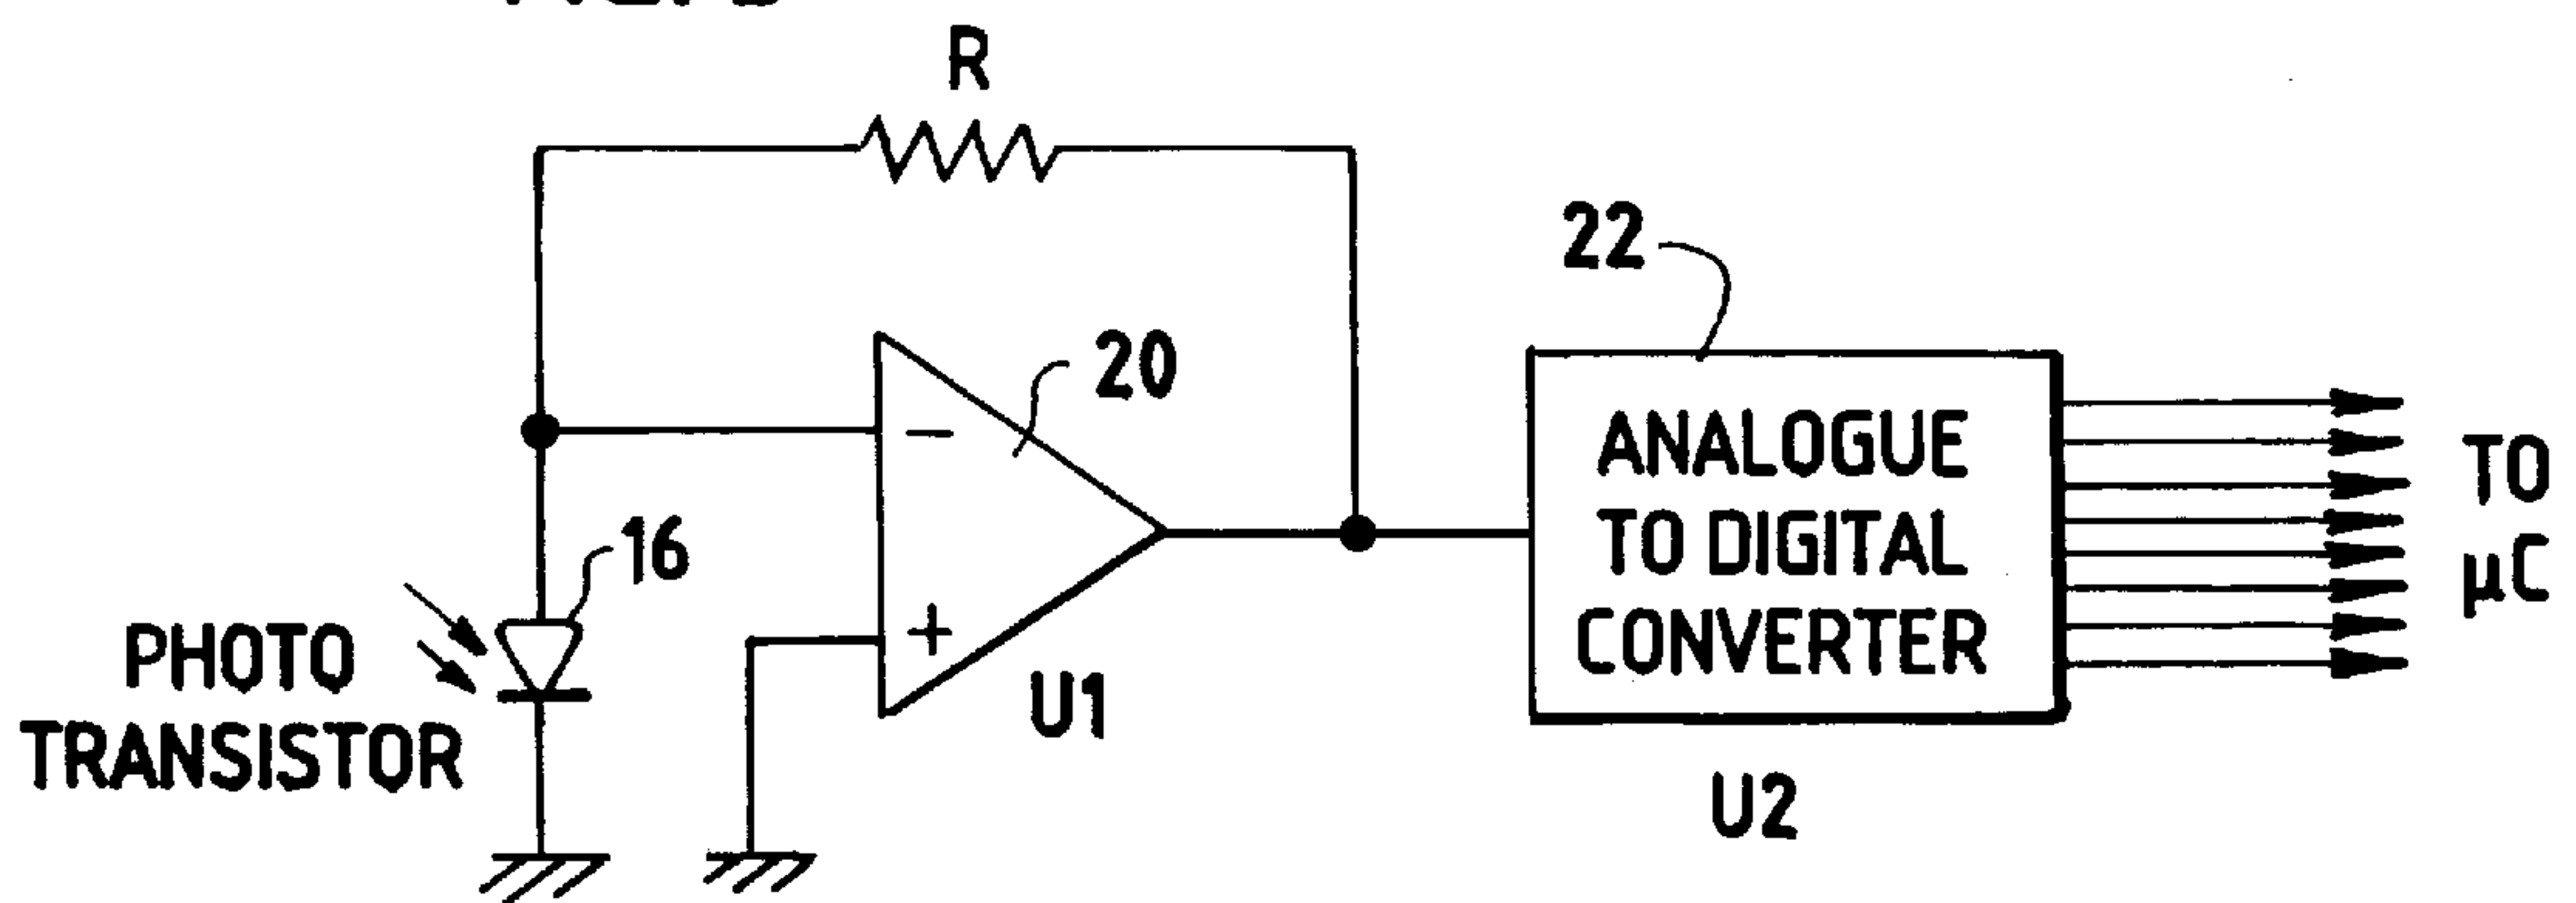 R
22
20
-
ANALOGUE
TO DIGITAL
CONVERTER
TO
µC
16
PHOTO
TRANSISTOR
+
U1
U2